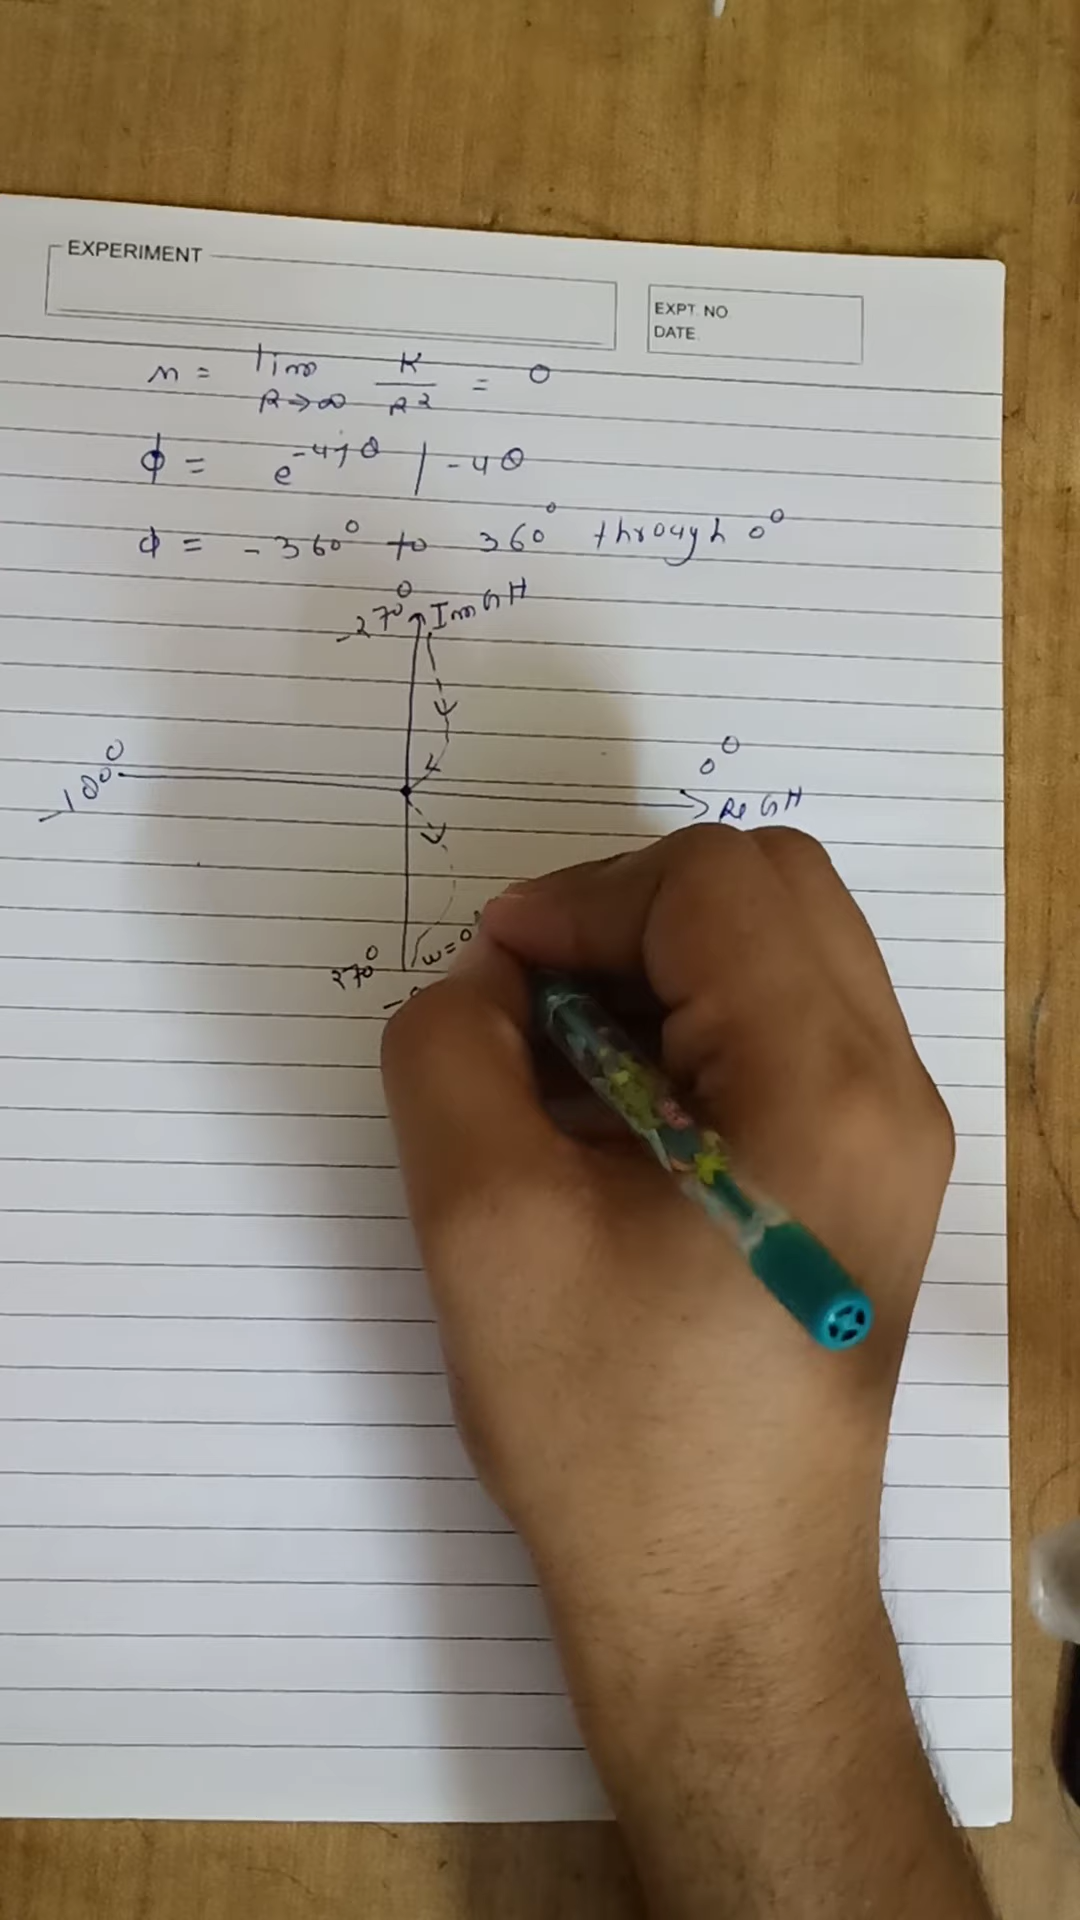 EXPERIMENT
EXPT. NO.
DATE
M = lim R→∞ K/R² = 0
ϕ = e^-4jθ | -4θ
ϕ = -360° to 360° through 0°
-270° Im GH
-180°
0°
Re GH
ω=0
270°